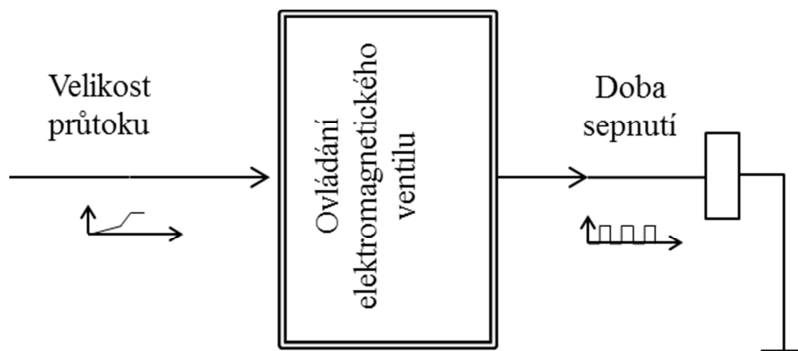 Velikost
průtoku
Ovládání
elektromagnetického
ventilu
Doba
sepnutí